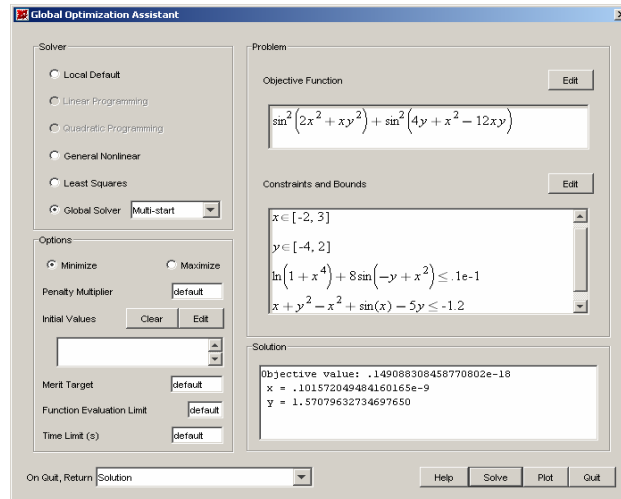 Global Optimization Assistant
Solver
Local Default
Linear Programming
Quadratic Programming
General Nonlinear
Least Squares
Global Solver Multi-start
Options
Minimize Maximize
Penalty Multiplier default
Initial Values Clear Edit
Merit Target default
Function Evaluation Limit default
Time Limit (s) default
Problem
Objective Function Edit
sin²(2x² + xy²) + sin²(4y + x² − 12xy)
Constraints and Bounds Edit
x∈[-2, 3]
y∈[-4, 2]
ln(1 + x⁴) + 8sin(−y + x²) ≤ .1e-1
x + y² − x² + sin(x) − 5y ≤ -1.2
Solution
Objective value: .149088308458770802e-18
x = .101572049484160165e-9
y = 1.57079632734697650
On Quit, Return Solution Help Solve Plot Quit